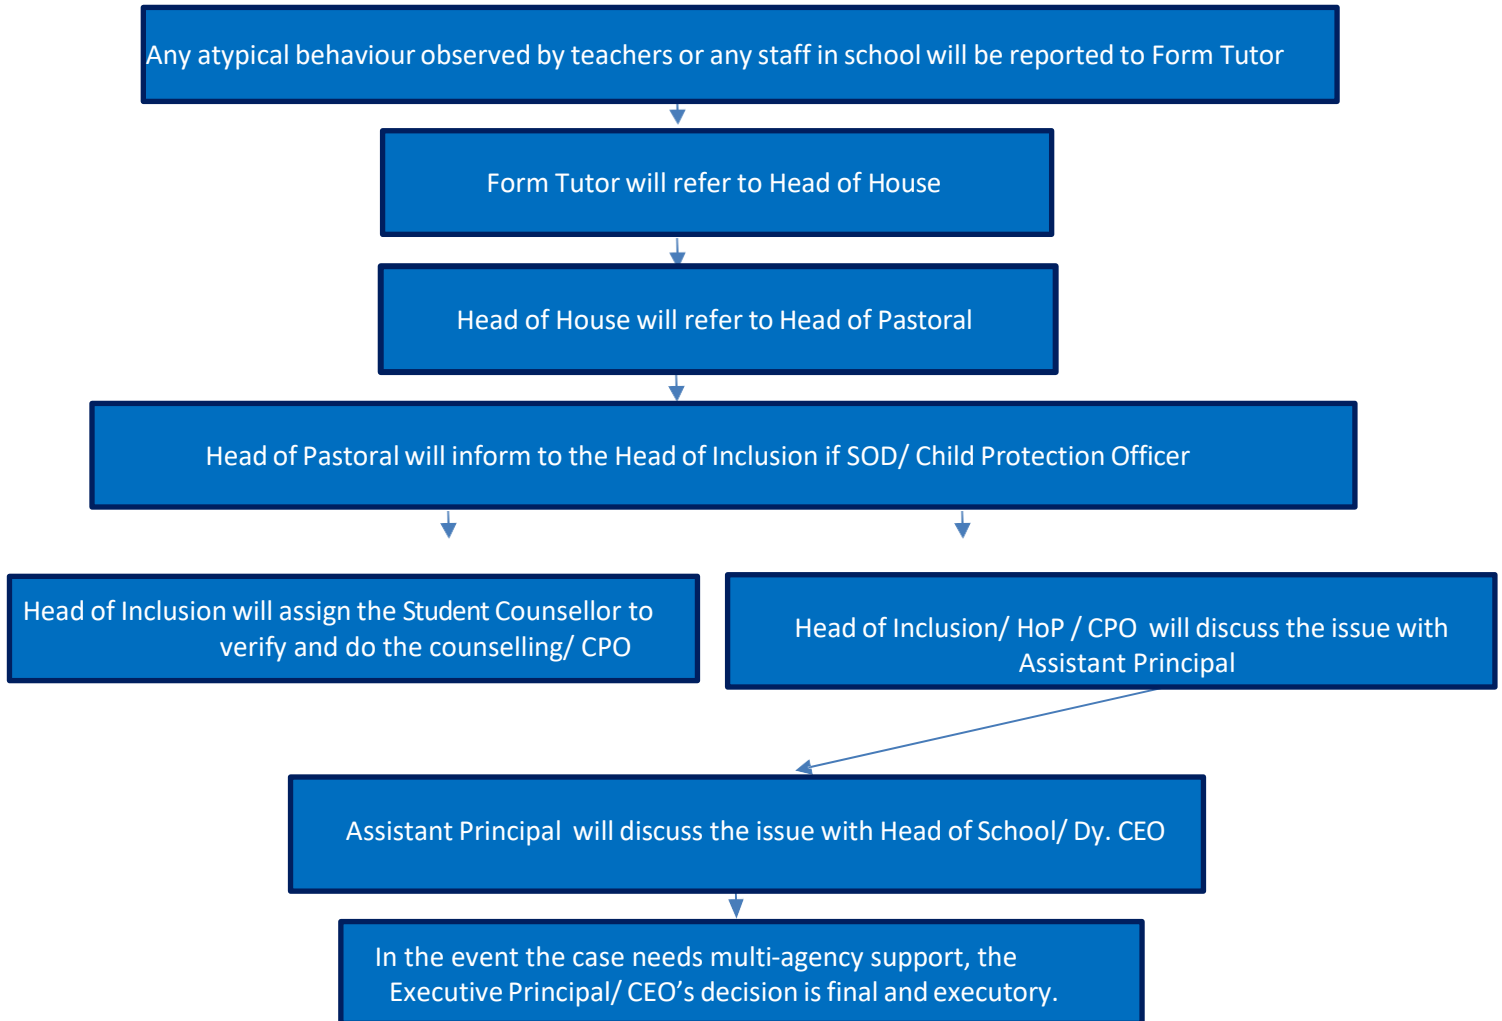 Any atypical behaviour observed by teachers or any staff in school will be reported to Form Tutor
Form Tutor will refer to Head of House
Head of House will refer to Head of Pastoral
Head of Pastoral will inform to the Head of Inclusion if SOD/ Child Protection Officer
Head of Inclusion will assign the Student Counsellor to
verify and do the counselling/ CPO
Head of Inclusion/ HoP / CPO will discuss the issue with
Assistant Principal
Assistant Principal will discuss the issue with Head of School/ Dy. CEO
In the event the case needs multi-agency support, the
Executive Principal/ CEO’s decision is final and executory.